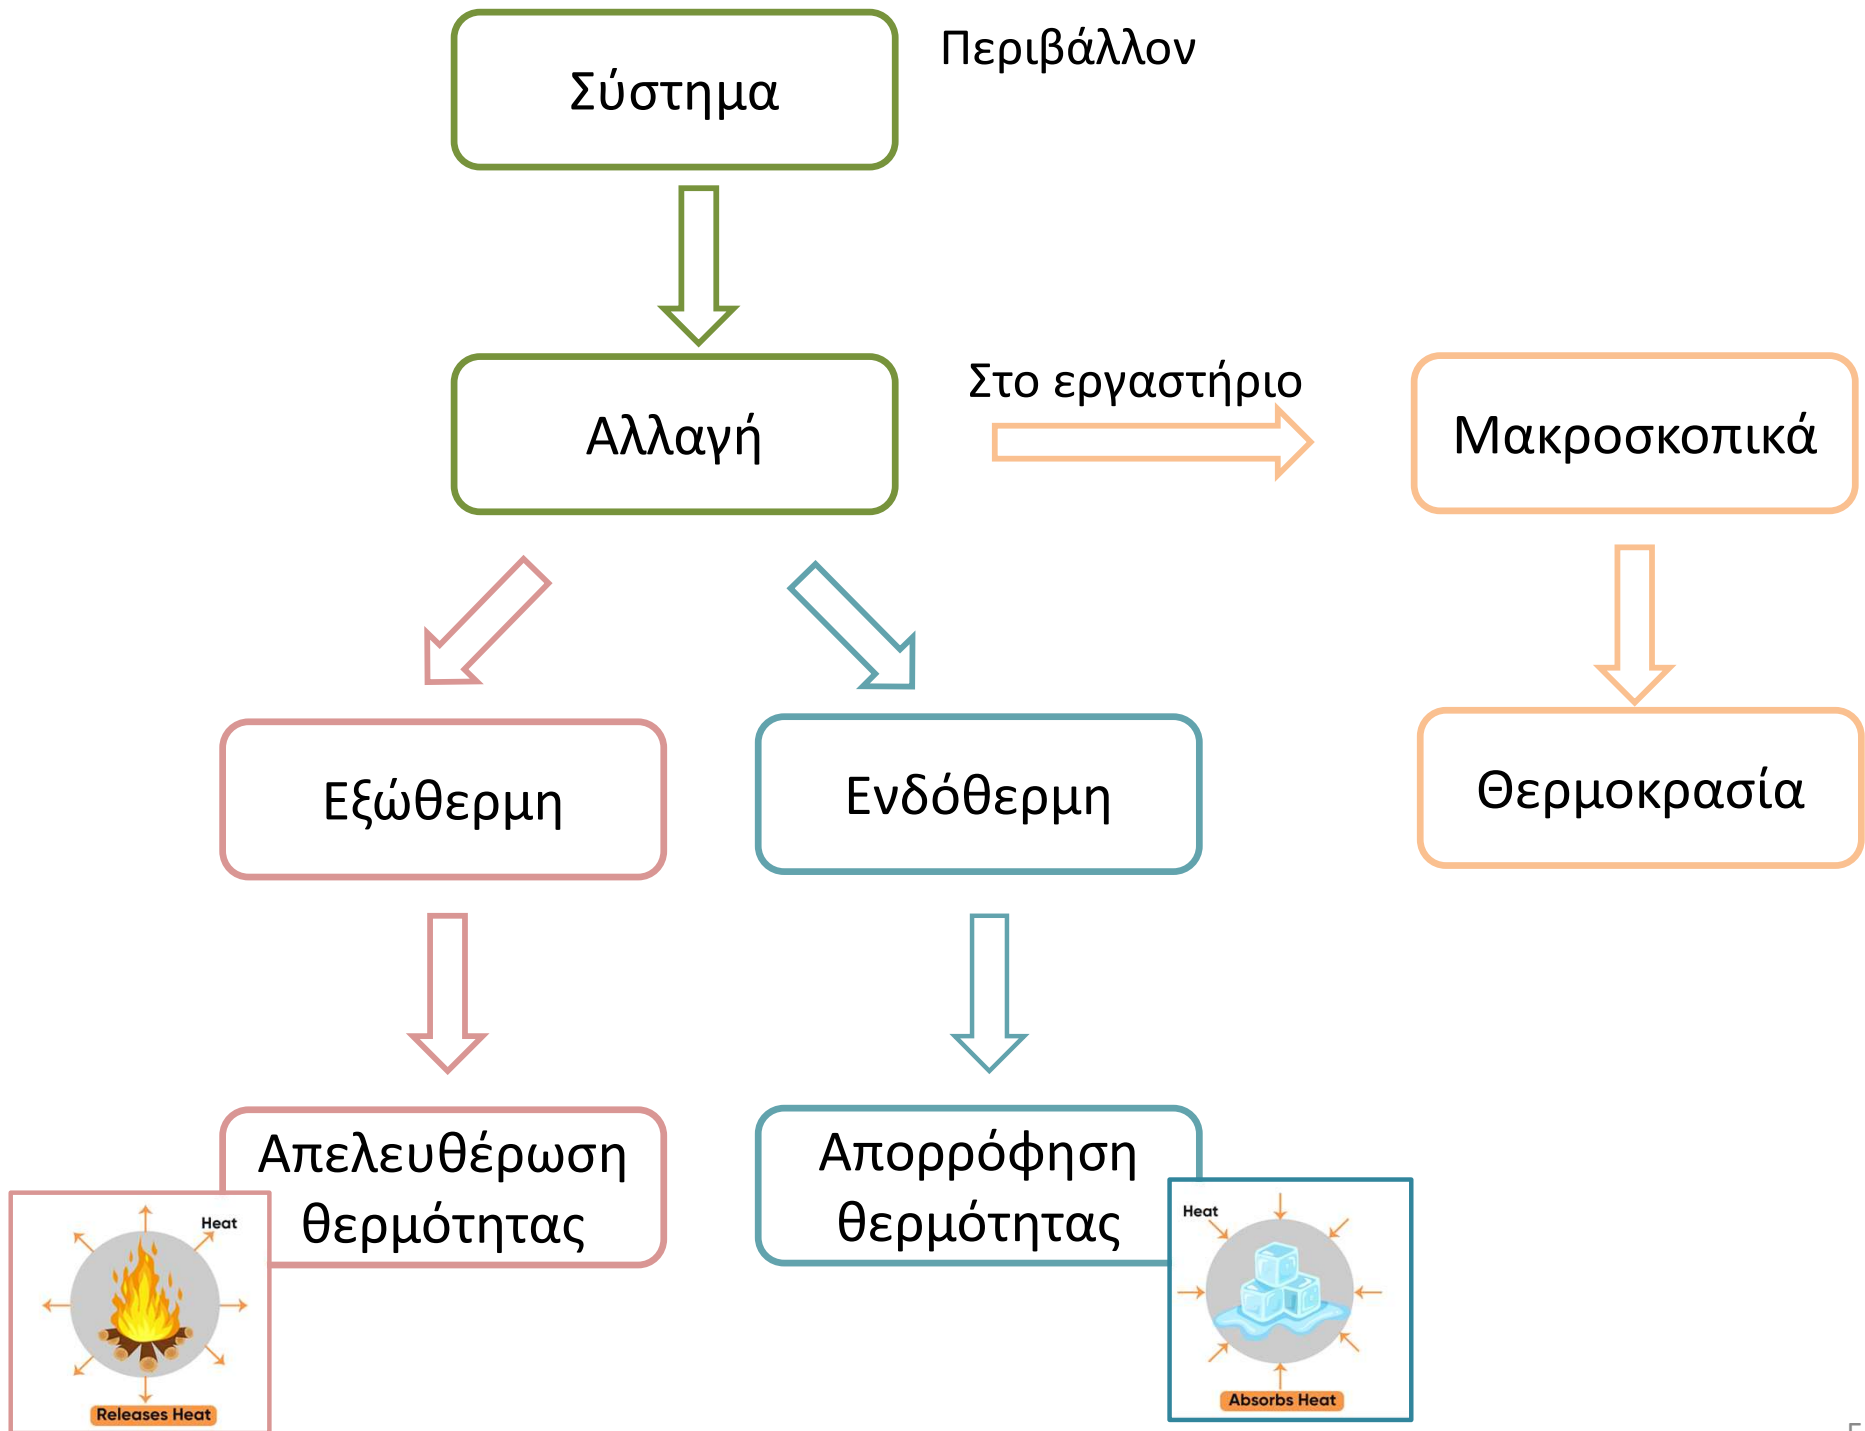 Σύστημα
Περιβάλλον
Αλλαγή
Στο εργαστήριο
Μακροσκοπικά
Εξώθερμη
Ενδόθερμη
Θερμοκρασία
Απελευθέρωση
θερμότητας
Απορρόφηση
θερμότητας
Heat
Releases Heat
Heat
Absorbs Heat